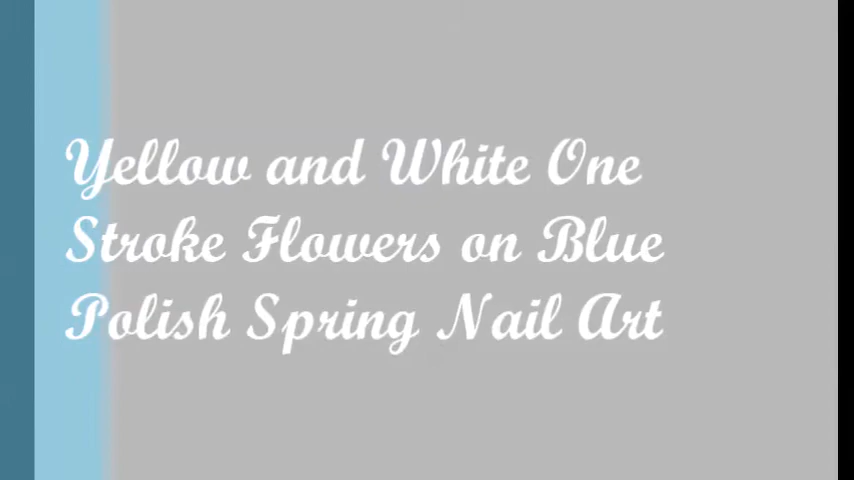 Yellow and White One
Stroke Flowers on Blue
Polish Spring Nail Art